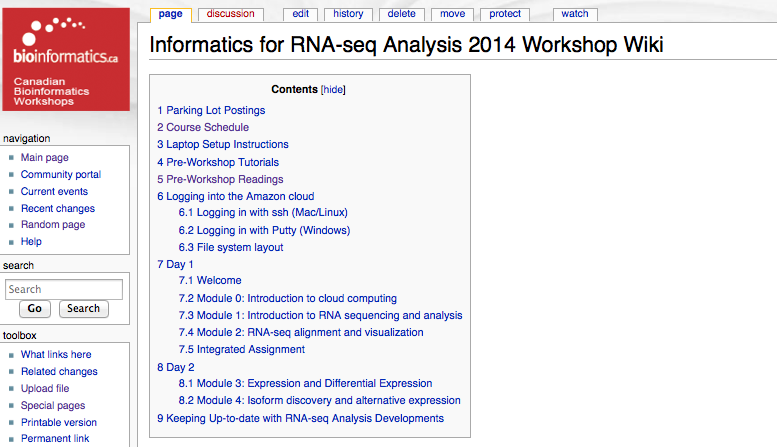 bioinformatics.ca
Canadian
Bioinformatics
Workshops
page discussion edit history delete move protect watch
Informatics for RNA-seq Analysis 2014 Workshop Wiki
Contents [hide]
1 Parking Lot Postings
2 Course Schedule
3 Laptop Setup Instructions
4 Pre-Workshop Tutorials
5 Pre-Workshop Readings
6 Logging into the Amazon cloud
6.1 Logging in with ssh (Mac/Linux)
6.2 Logging in with Putty (Windows)
6.3 File system layout
7 Day 1
7.1 Welcome
7.2 Module 0: Introduction to cloud computing
7.3 Module 1: Introduction to RNA sequencing and analysis
7.4 Module 2: RNA-seq alignment and visualization
7.5 Integrated Assignment
8 Day 2
8.1 Module 3: Expression and Differential Expression
8.2 Module 4: Isoform discovery and alternative expression
9 Keeping Up-to-date with RNA-seq Analysis Developments
navigation
Main page
Community portal
Current events
Recent changes
Random page
Help
search
Search
Go Search
toolbox
What links here
Related changes
Upload file
Special pages
Printable version
Permanent link